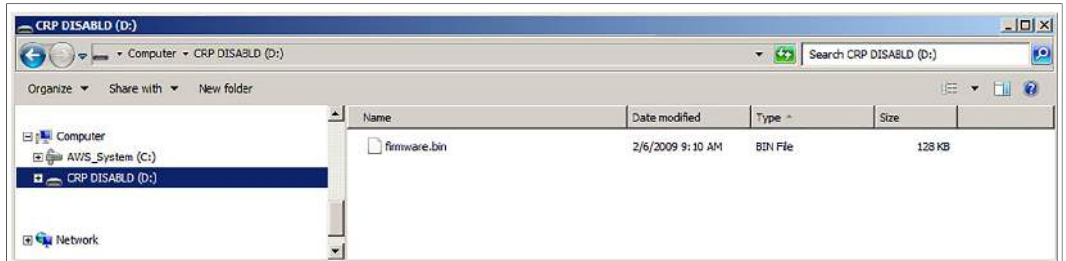 CRP DISABLD (D:)
Computer CRP DISABLD (D:) Search CRP DISABLD (D:)
Organize Share with New folder
Name Date modified Type Size
Computer
firmware.bin 2/6/2009 9:10 AM BIN File 128 KB
AWS_System (C:)
CRP DISABLD (D:)
Network